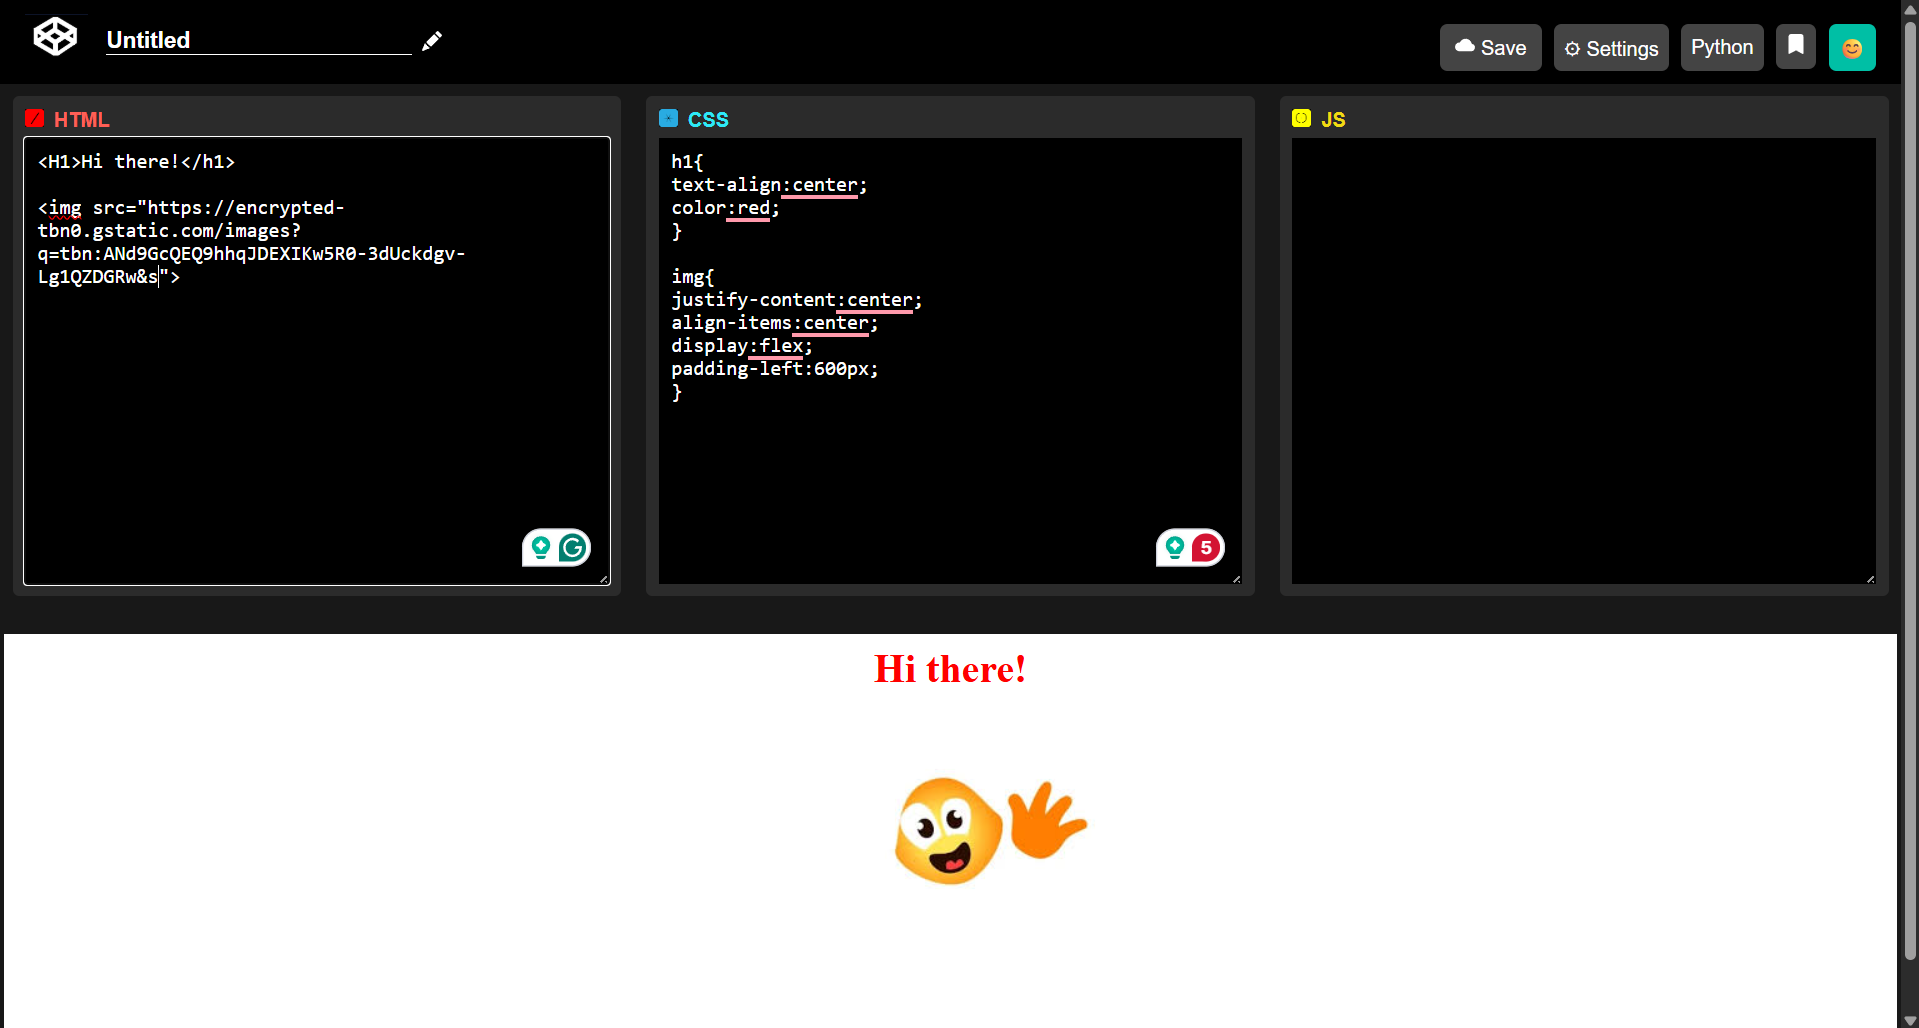 Untitled
Save
Settings
Python
HTML
<H1>Hi there!</h1>
<img src="https://encrypted-
tbn0.gstatic.com/images?
q=tbn:ANd9GcQEQ9hhqJDEXIKw5R0-3dUckdgv-
Lg1QZDGRw&s">
CSS
h1{
text-align:center;
color:red;
}
img{
justify-content:center;
align-items:center;
display:flex;
padding-left:600px;
}
5
JS
Hi there!